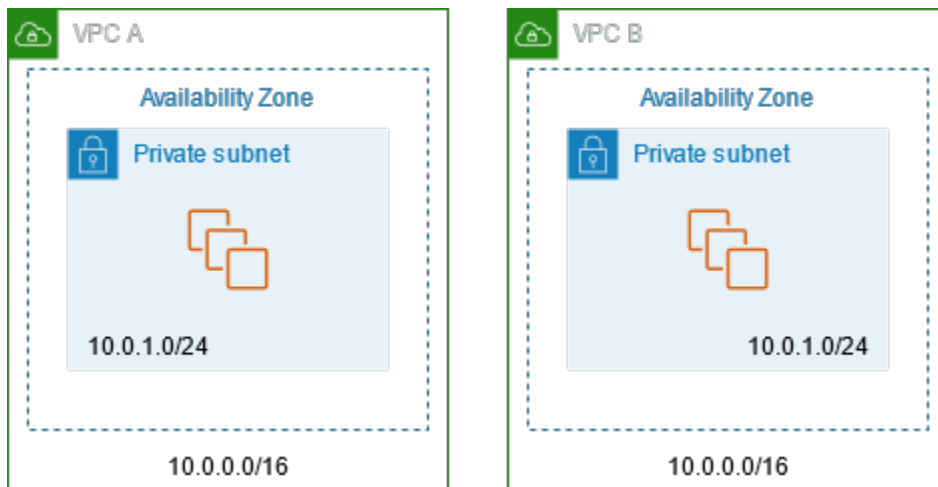 VPC A
Availability Zone
Private subnet
10.0.1.0/24
10.0.0.0/16
VPC B
Availability Zone
Private subnet
10.0.1.0/24
10.0.0.0/16